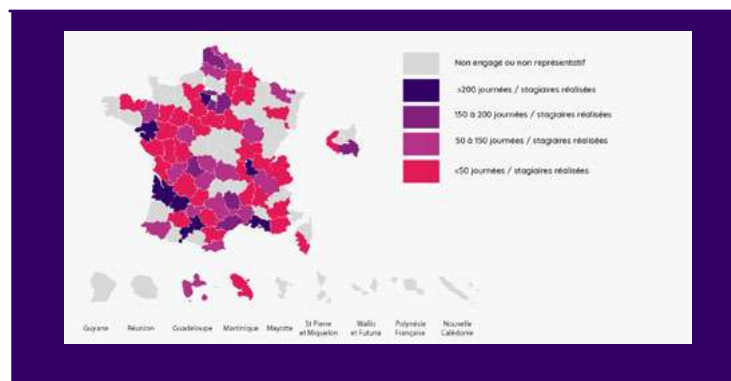 Non engagé ou non représentatif
>200 journées / stagiaires réalisées
150 à 200 journées / stagiaires réalisées
50 à 150 journées / stagiaires réalisées
<50 journées / stagiaires réalisées
Guyane
Réunion
Guadeloupe
Martinique
Mayotte
St Pierre
et Miquelon
Wallis
et Futuna
Polynésie
Française
Nouvelle
Calédonie